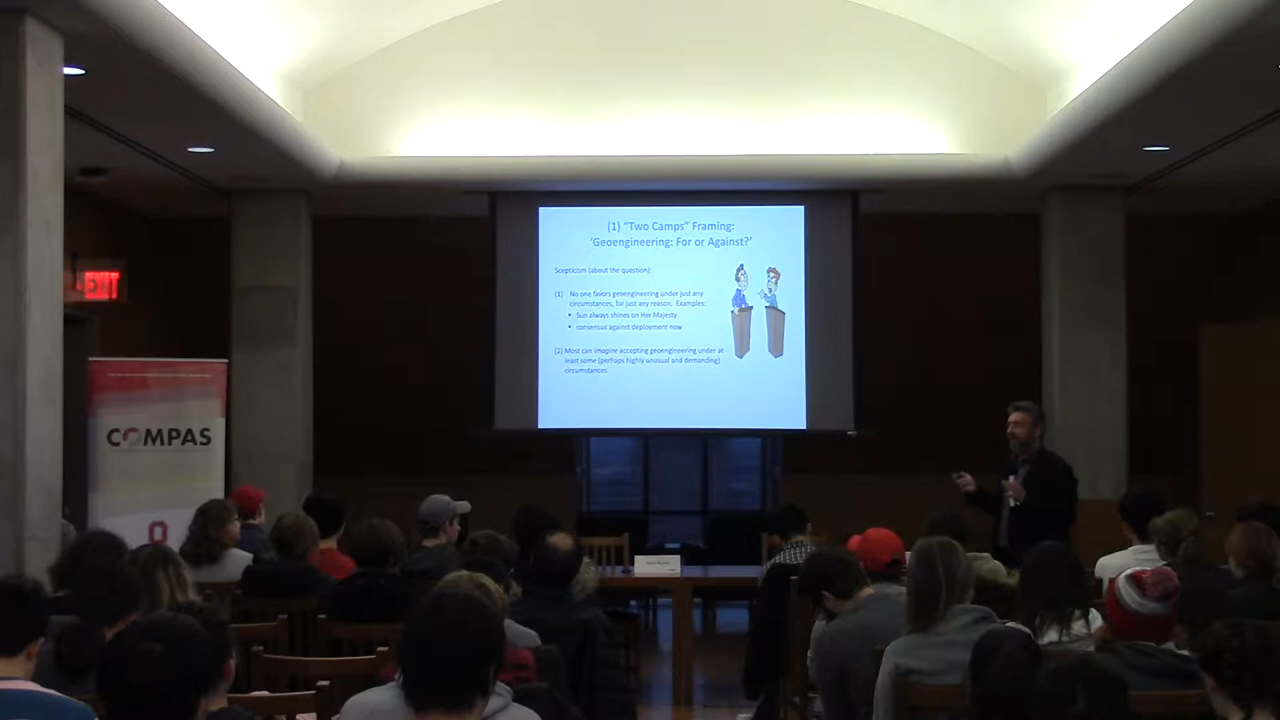 (1) "Two Camps" Framing:
'Geoengineering: For or Against?'
Scepticism (about the question):
(1) No one favors geoengineering under just any
circumstances, for just any reason. Examples:
• Sun always shines on Her Majesty
• consensus against deployment now
(2) Most can imagine accepting geoengineering under at
least some (perhaps highly unusual and demanding)
circumstances.
EXIT
COMPAS